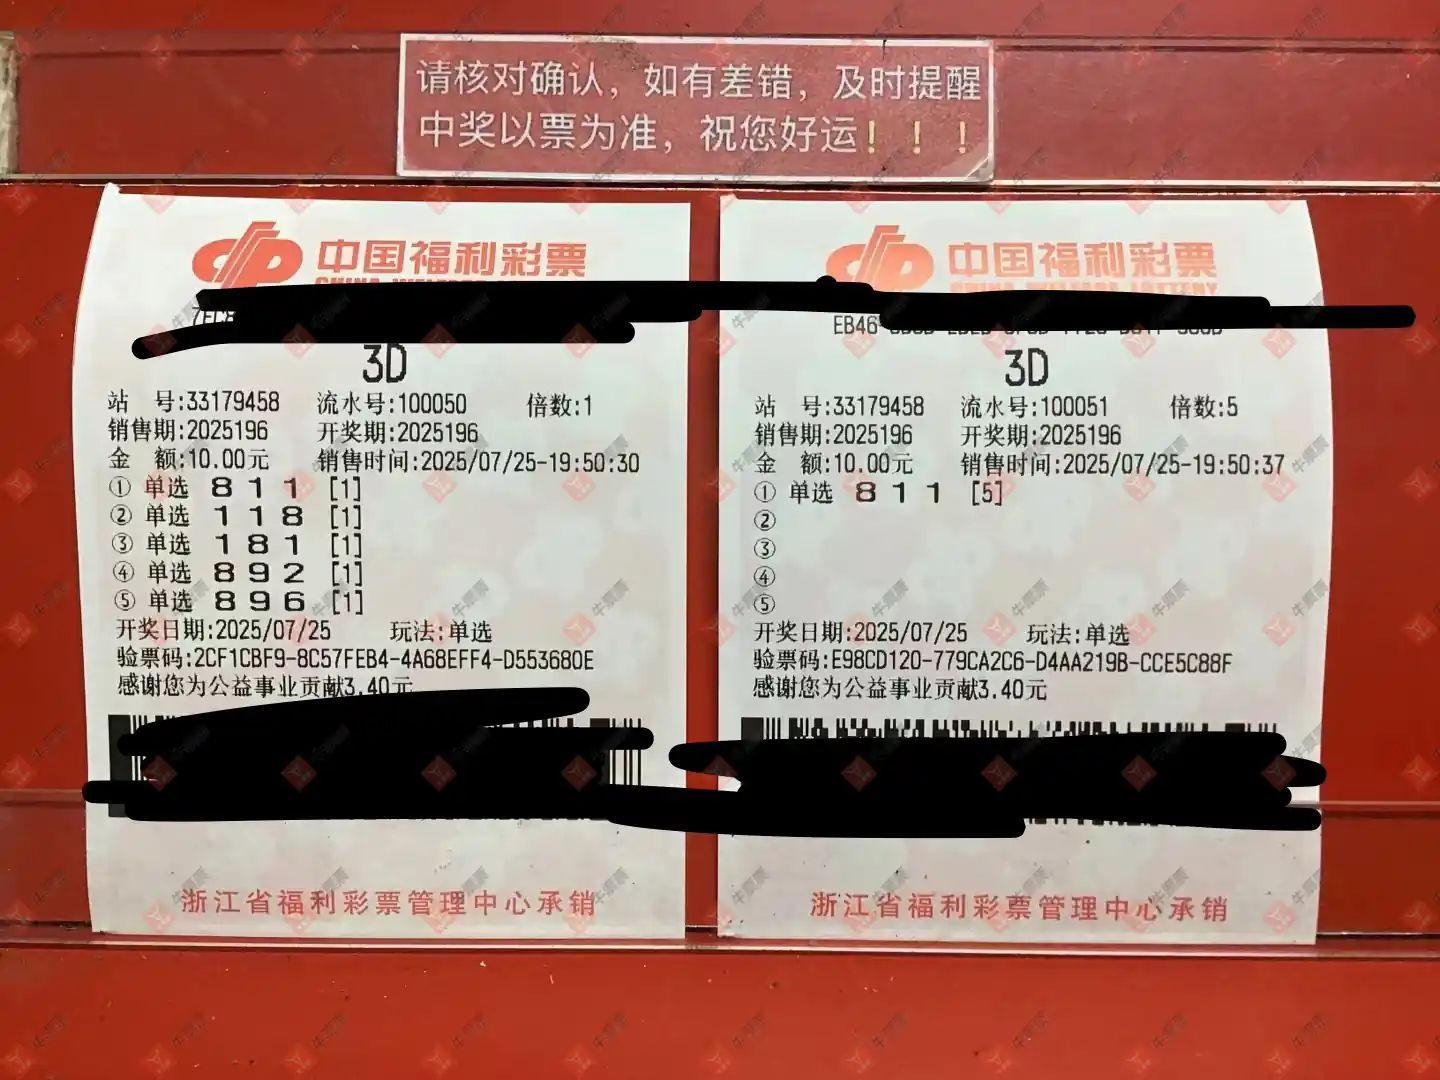 请核对确认，如有差错，及时提醒
中奖以票为准，祝您好运！！！
中国福利彩票
3D
站 号:33179458 流水号:100050 倍数:1
销售期:2025196 开奖期:2025196
金 额:10.00元 销售时间:2025/07/25-19:50:30
① 单选 8 1 1 [1]
② 单选 1 1 8 [1]
③ 单选 1 8 1 [1]
④ 单选 8 9 2 [1]
⑤ 单选 8 9 6 [1]
开奖日期:2025/07/25 玩法:单选
验票码:2CF1CBF9-8C57FEB4-4A68EFF4-D553680E
感谢您为公益事业贡献3.40元
浙江省福利彩票管理中心承销
中国福利彩票
CHINA WELFARE LOTTERY
EB46
3D
站 号:33179458 流水号:100051 倍数:5
销售期:2025196 开奖期:2025196
金 额:10.00元 销售时间:2025/07/25-19:50:37
① 单选 8 1 1 [5]
②
③
④
⑤
开奖日期:2025/07/25 玩法:单选
验票码:E98CD120-779CA2C6-D4AA219B-CCE5C88F
感谢您为公益事业贡献3.40元
浙江省福利彩票管理中心承销
牛票票